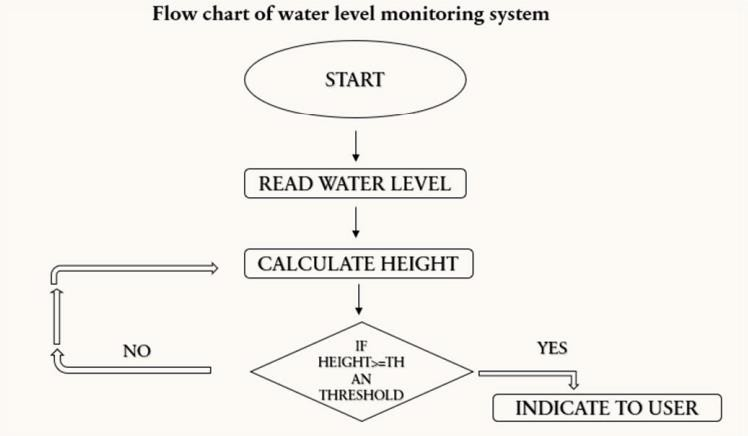 Flow chart of water level monitoring system
START
READ WATER LEVEL
CALCULATE HEIGHT
NO
IF
HEIGHT>=TH
AN
THRESHOLD
YES
INDICATE TO USER